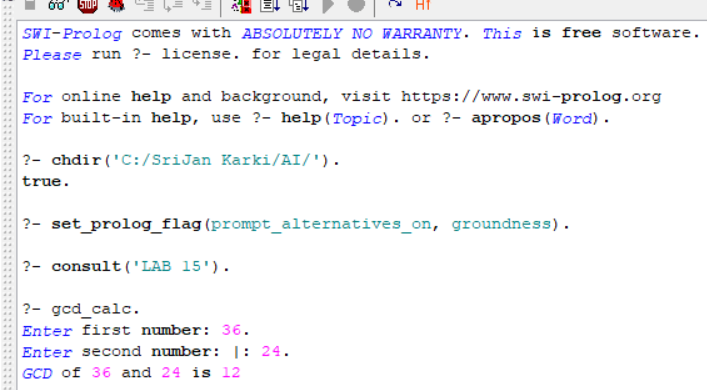 SWI-Prolog comes with ABSOLUTELY NO WARRANTY. This is free software.
Please run ?- license. for legal details.
For online help and background, visit https://www.swi-prolog.org
For built-in help, use ?- help(Topic). or ?- apropos(Word).
?- chdir('C:/SriJan Karki/AI/').
true.
?- set_prolog_flag(prompt_alternatives_on, groundness).
?- consult('LAB 15').
?- gcd_calc.
Enter first number: 36.
Enter second number: |: 24.
GCD of 36 and 24 is 12